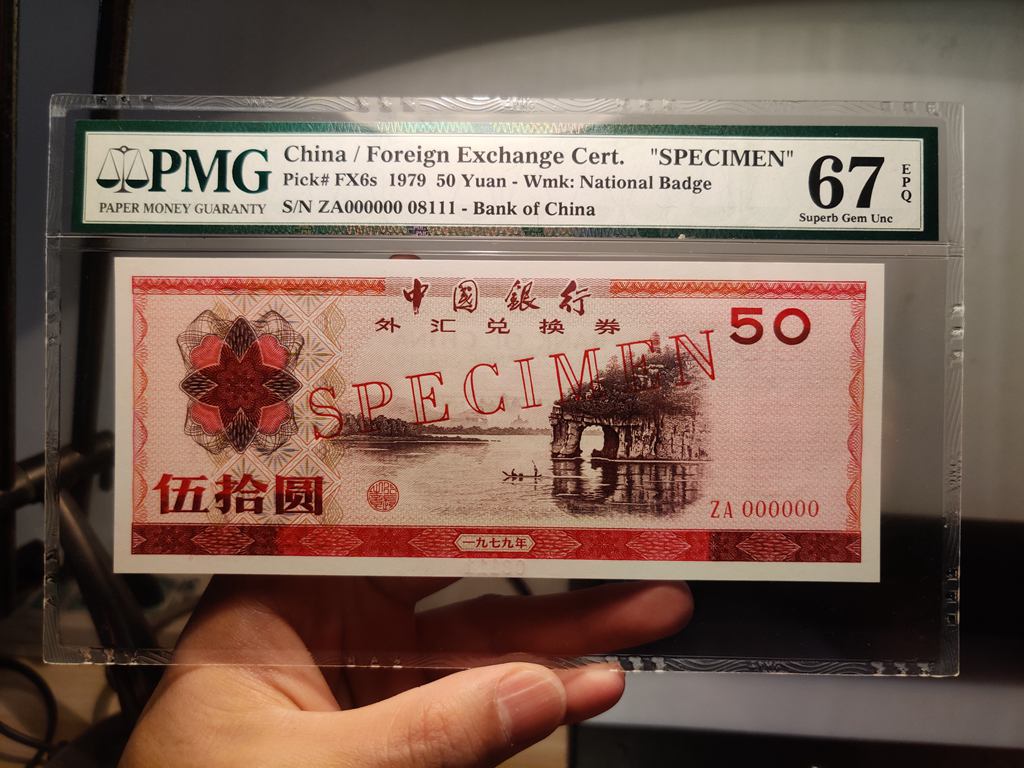 PMG
PAPER MONEY GUARANTY
China / Foreign Exchange Cert. "SPECIMEN"
Pick# FX6s 1979 50 Yuan - Wmk: National Badge
S/N ZA000000 08111 - Bank of China
67
EPQ
Superb Gem Unc
中國銀行
外汇兑换券
50
SPECIMEN
伍拾圆
ZA 000000
一九七九年